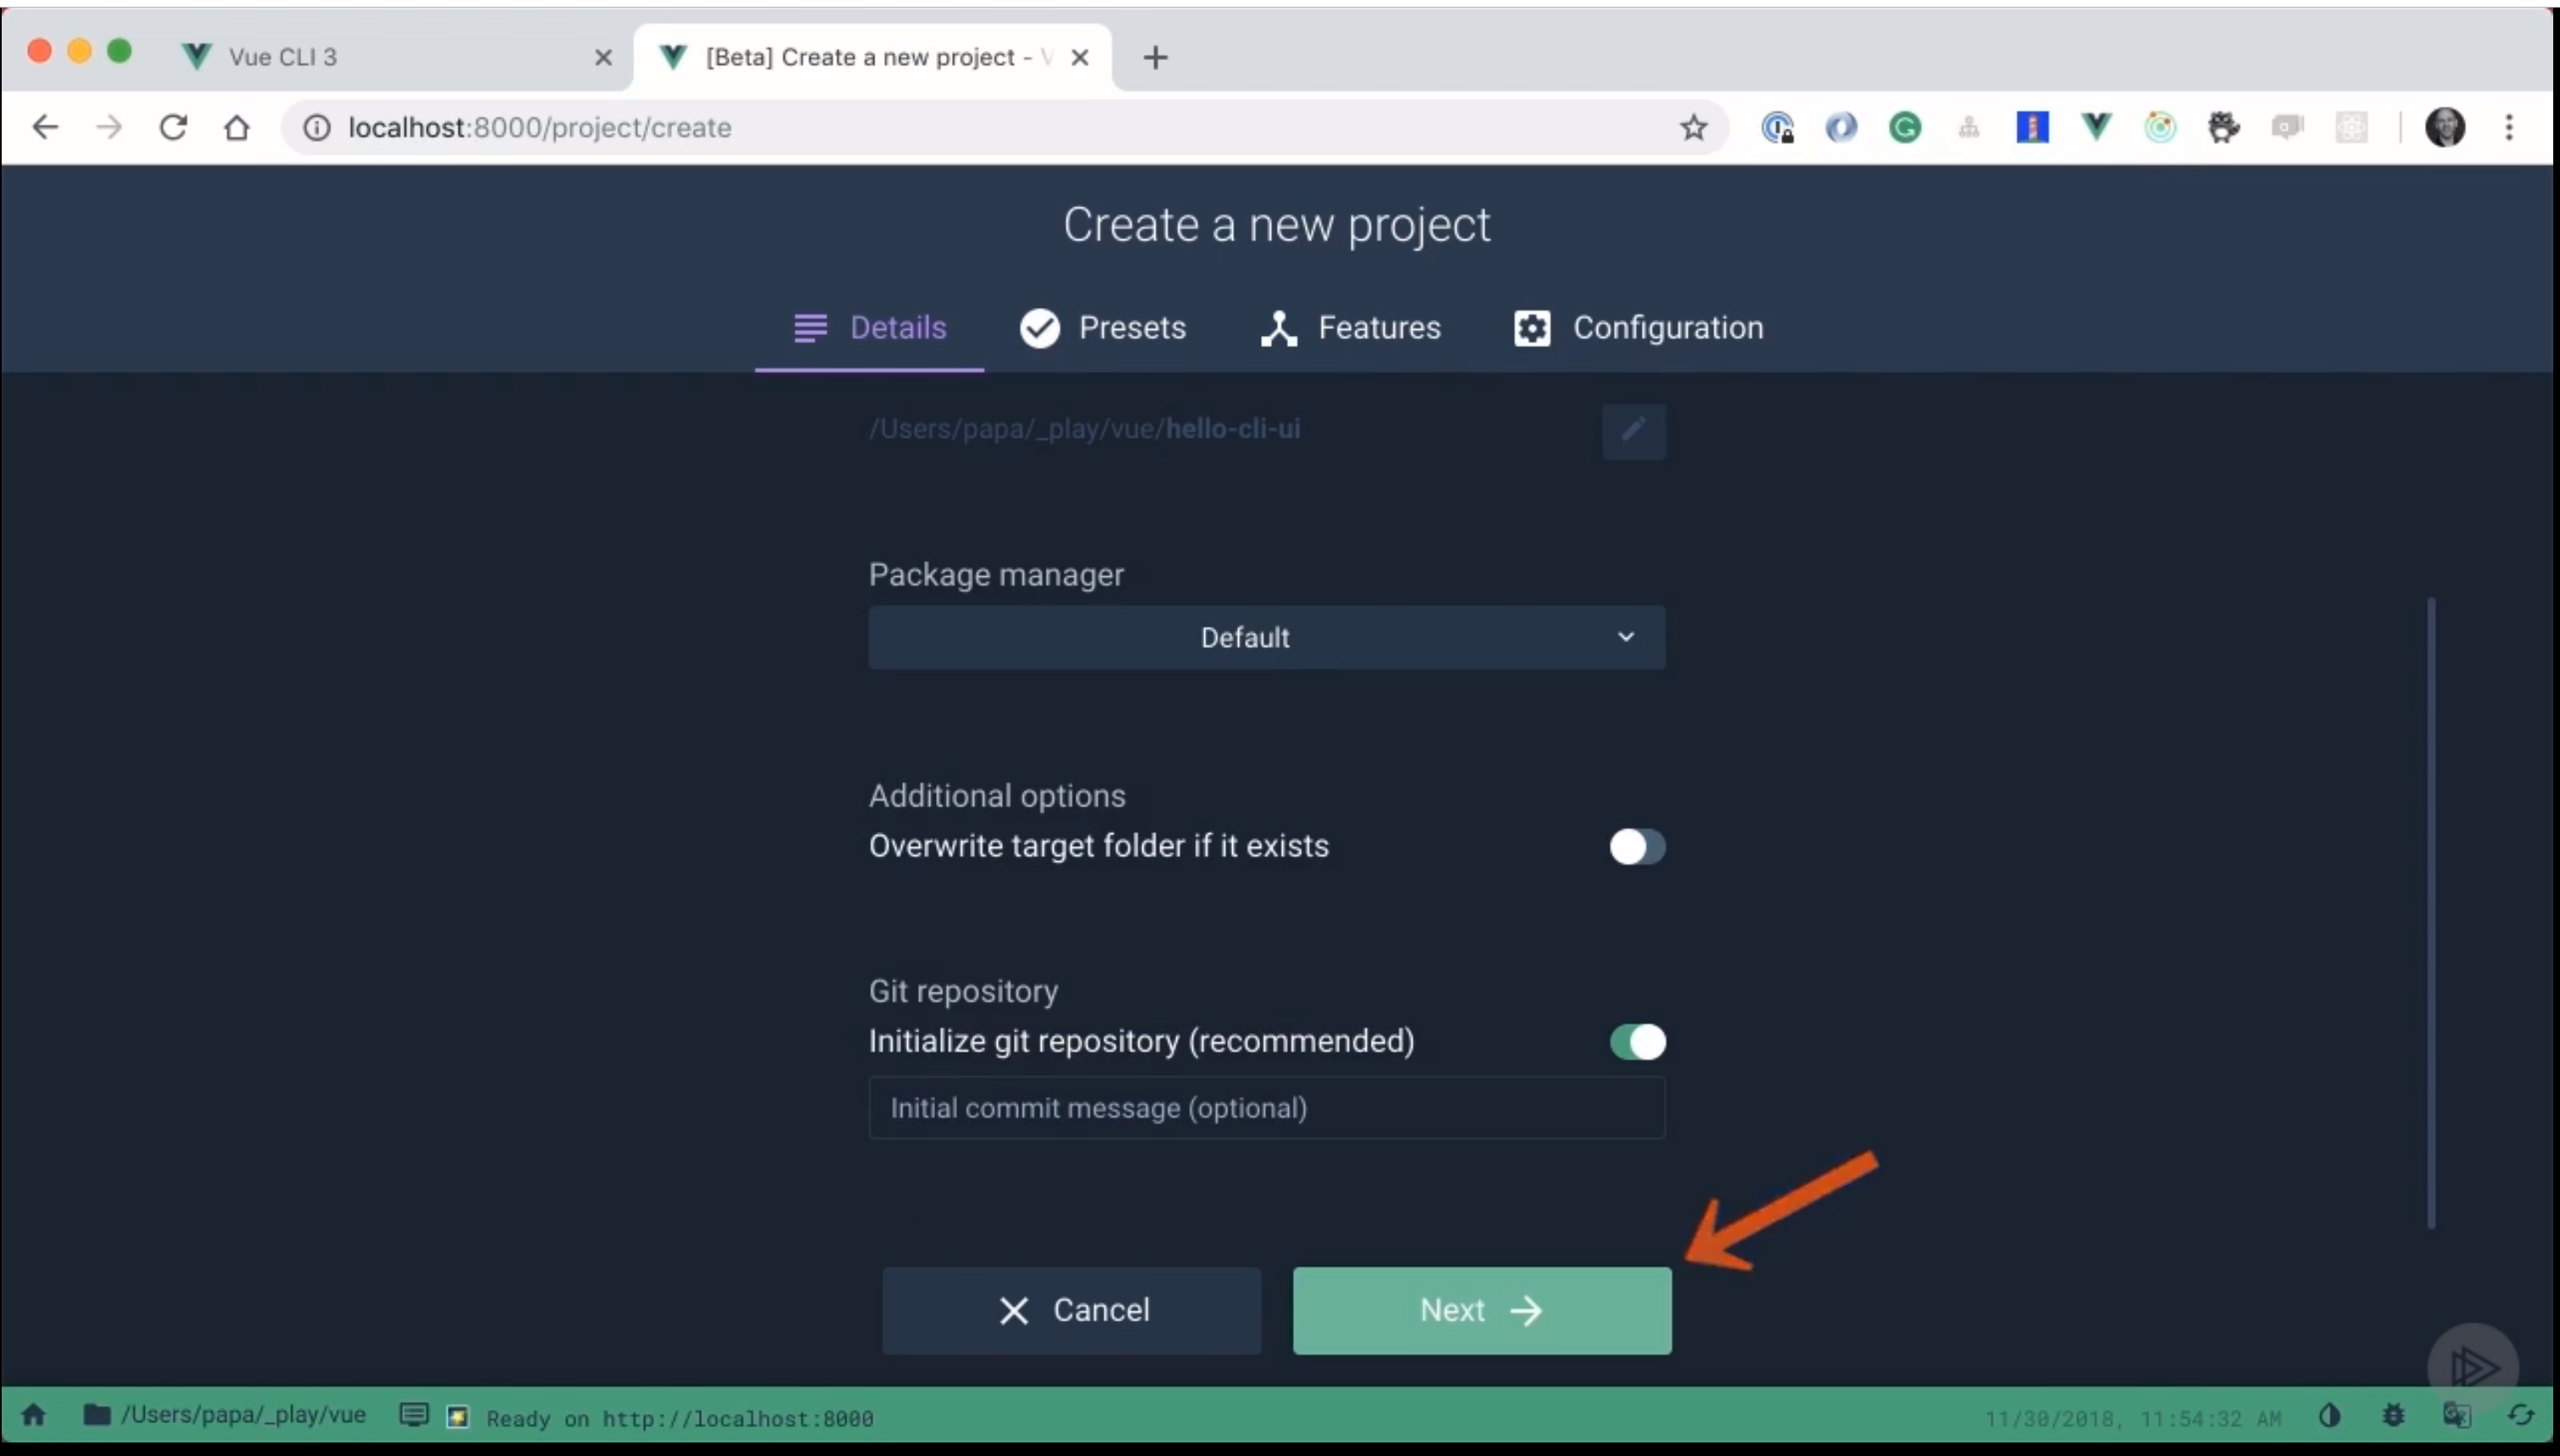 Vue CLI 3
[Beta] Create a new project - V
localhost:8000/project/create
Create a new project
Details
Presets
Features
Configuration
/Users/papa/_play/vue/hello-cli-ui
Package manager
Default
Additional options
Overwrite target folder if it exists
Git repository
Initialize git repository (recommended)
Initial commit message (optional)
Cancel
Next
/Users/papa/_play/vue
Ready on http://localhost:8000
11/30/2018, 11:54:32 AM